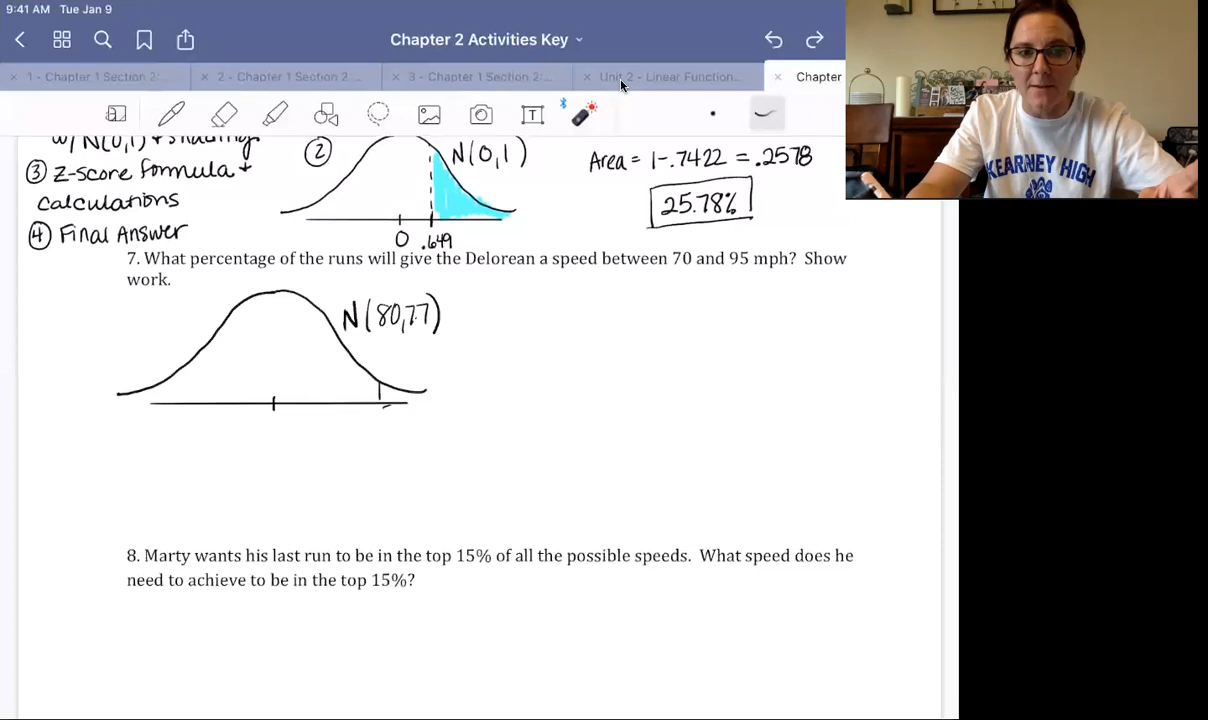 9:41 AM Tue Jan 9
Chapter 2 Activities Key
1 - Chapter 1 Section 2:...
2 - Chapter 1 Section 2 ...
3 - Chapter 1 Section 2:...
Unit 2 - Linear Function...
Chapter
T
w/ N(0,1) + shading
③ z-score formula +
calculations
④ Final Answer
②
N(0,1)
0 .649
Area = 1-.7422 = .2578
25.78%
KEARNEY HIGH
7. What percentage of the runs will give the Delorean a speed between 70 and 95 mph? Show
work.
N(80,7.7)
8. Marty wants his last run to be in the top 15% of all the possible speeds. What speed does he
need to achieve to be in the top 15%?